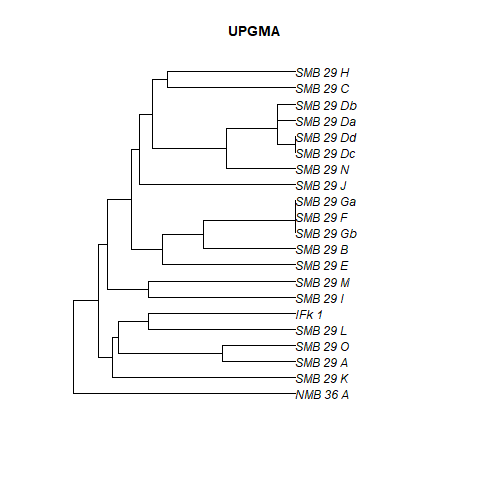 UPGMA
SMB 29 H
SMB 29 C
SMB 29 Db
SMB 29 Da
SMB 29 Dd
SMB 29 Dc
SMB 29 N
SMB 29 J
SMB 29 Ga
SMB 29 F
SMB 29 Gb
SMB 29 B
SMB 29 E
SMB 29 M
SMB 29 I
IFk 1
SMB 29 L
SMB 29 O
SMB 29 A
SMB 29 K
NMB 36 A